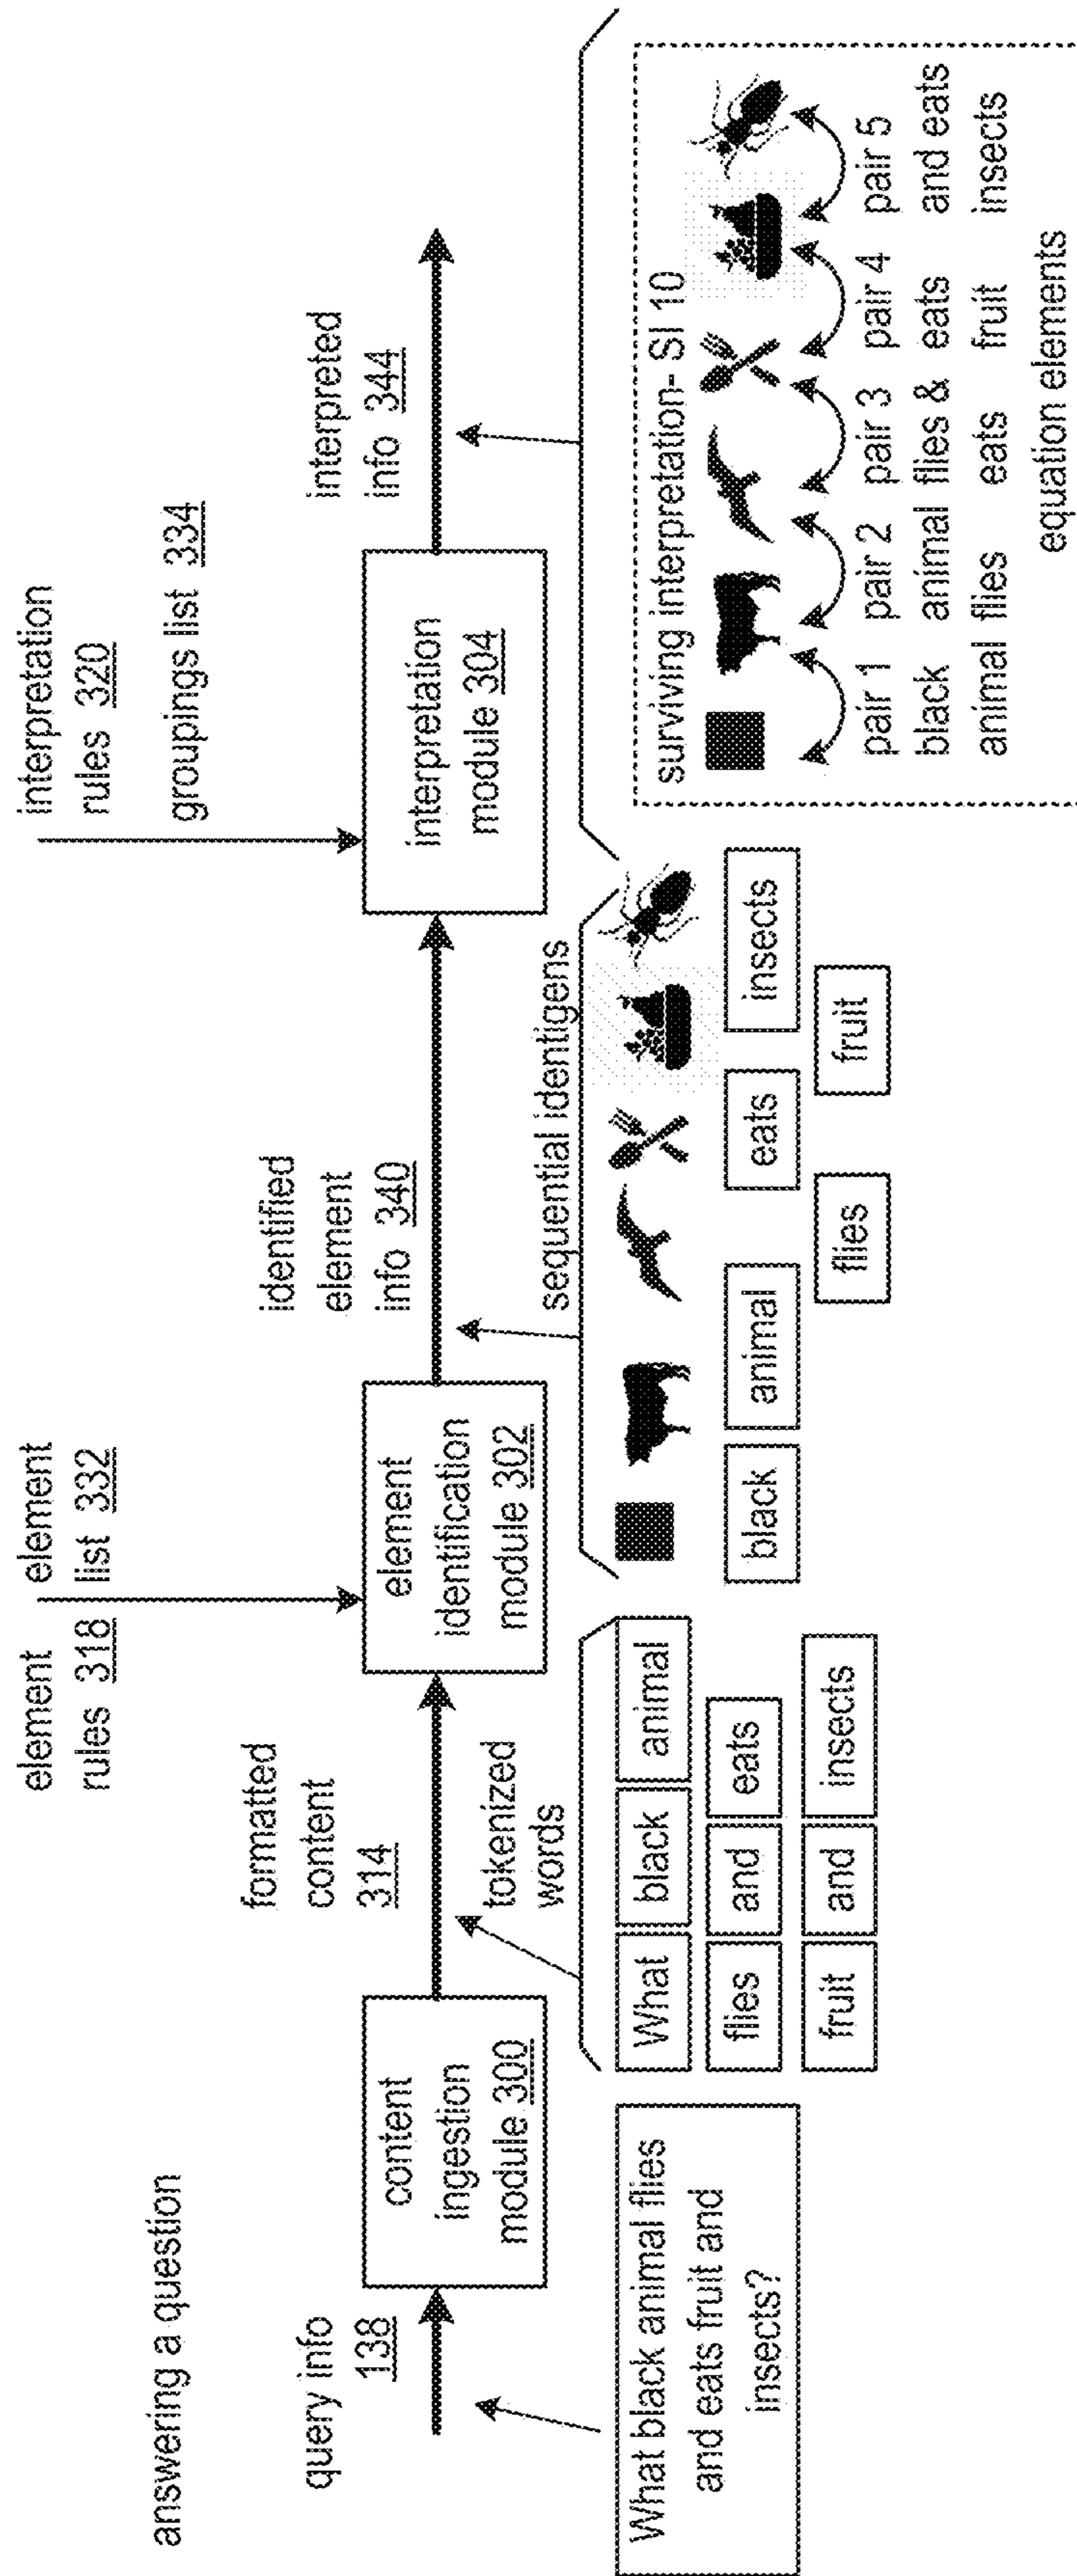 answering a question
query info
138
content
ingestion
module 300
What black animal flies
and eats fruit and
insects?
formatted
content
314
tokenized
words
What black animal
flies and eats
fruit and insects
element
rules 318
element
list 332
element
identification
module 302
identified
element
info 340
sequential identigens
black animal eats insects
flies fruit
interpretation
rules 320
groupings list 334
interpretation
module 304
interpreted
info 344
surviving interpretation- SI 10
pair 1 pair 2 pair 3 pair 4 pair 5
black animal flies & eats and eats
animal flies eats fruit insects
equation elements